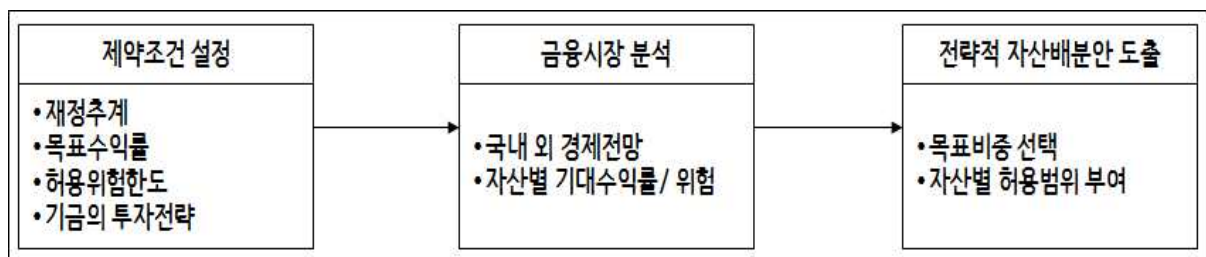 제약조건 설정
• 재정추계
• 목표수익률
• 허용위험한도
• 기금의 투자전략
금융시장 분석
• 국내 외 경제전망
• 자산별 기대수익률/ 위험
전략적 자산배분안 도출
• 목표비중 선택
• 자산별 허용범위 부여